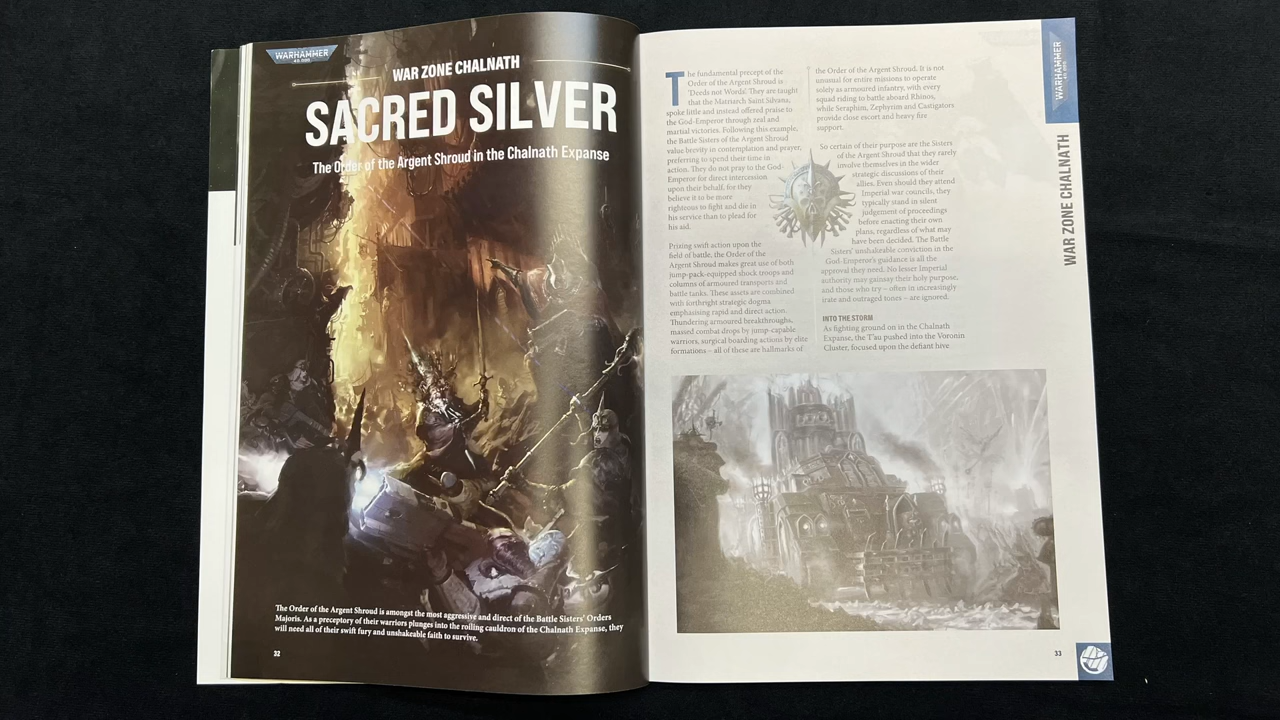 WARHAMMER
40,000
WAR ZONE CHALNATH
SACRED SILVER
The Order of the Argent Shroud in the Chalnath Expanse
The Order of the Argent Shroud is amongst the most aggressive and direct of the Battle Sisters' Orders
Majoris. As a preceptory of their warriors plunges into the roiling cauldron of the Chalnath Expanse, they
will need all of their swift fury and unshakeable faith to survive.
32
The fundamental precept of the
Order of the Argent Shroud is
'Deeds not Words'. They are taught
that the Matriarch Saint Silvana,
spoke little and instead offered praise to
the God-Emperor through zeal and
martial victories. Following this example,
the Battle Sisters of the Argent Shroud
value brevity in contemplation and prayer,
preferring to spend their time in
action. They do not pray to the God-
Emperor for direct intercession
upon their behalf, for they
believe it to be more
righteous to fight and die in
his service than to plead for
his aid.
Prizing swift action upon the
field of battle, the Order of the
Argent Shroud makes great use of both
jump-pack-equipped shock troops and
columns of armoured transports and
battle tanks. These assets are combined
with forthright strategic dogma
emphasising rapid and direct action.
Thundering armoured breakthroughs,
massed combat drops by jump-capable
warriors, surgical boarding actions by elite
formations – all of these are hallmarks of
the Order of the Argent Shroud. It is not
unusual for entire missions to operate
solely as armoured infantry, with every
squad riding to battle aboard Rhinos,
while Seraphim, Zephyrim and Castigators
provide close escort and heavy fire
support.
So certain of their purpose are the Sisters
of the Argent Shroud that they rarely
involve themselves in the wider
strategic discussions of their
allies. Even should they attend
Imperial war councils, they
typically stand in silent
judgement of proceedings
before enacting their own
plans, regardless of what may
have been decided. The Battle
Sisters' unshakeable conviction in the
God-Emperor's guidance is all the
approval they need. No lesser Imperial
authority may gainsay their holy purpose,
and those who try – often in increasingly
irate and outraged tones – are ignored.
INTO THE STORM
As fighting ground on in the Chalnath
Expanse, the T'au pushed into the Voronin
Cluster, focused upon the defiant hive
WARHAMMER
40,000
WAR ZONE CHALNATH
33